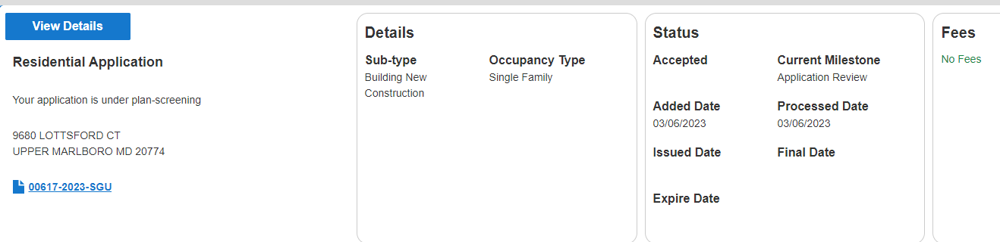 View Details
Residential Application
Your application is under plan-screening
9680 LOTTSFORD CT
UPPER MARLBORO MD 20774
00617-2023-SGU
Details
Sub-type
Building New
Construction
Occupancy Type
Single Family
Status
Accepted
Current Milestone
Application Review
Added Date
03/06/2023
Processed Date
03/06/2023
Issued Date
Final Date
Expire Date
Fees
No Fees